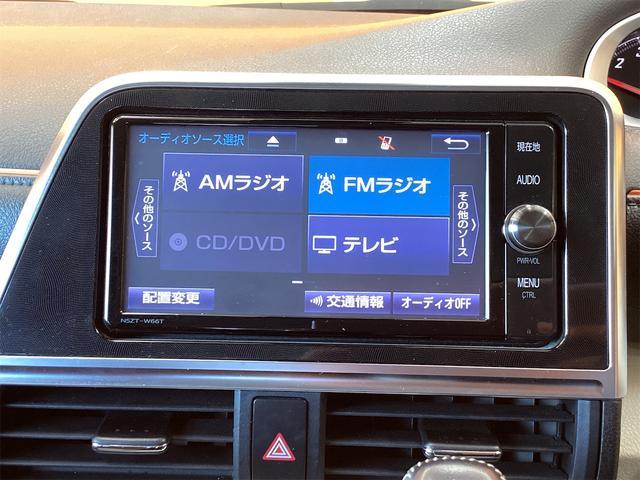 オーディオソース選択
AMラジオ
FMラジオ
CD/DVD
テレビ
その他のソース
その他のソース
配置変更
交通情報
オーディオOFF
NSZT-W66T
現在地
AUDIO
PWR-VOL
MENU
CTRL
2